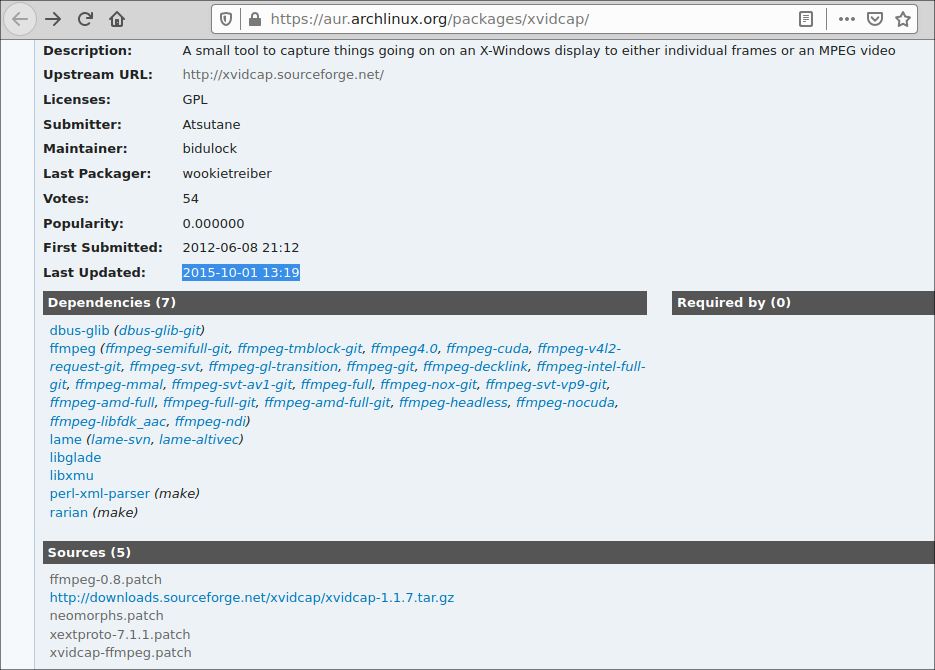 https://aur.archlinux.org/packages/xvidcap/
Description: A small tool to capture things going on on an X-Windows display to either individual frames or an MPEG video
Upstream URL: http://xvidcap.sourceforge.net/
Licenses: GPL
Submitter: Atsutane
Maintainer: bidulock
Last Packager: wookietreiber
Votes: 54
Popularity: 0.000000
First Submitted: 2012-06-08 21:12
Last Updated: 2015-10-01 13:19
Dependencies (7) Required by (0)
dbus-glib (dbus-glib-git)
ffmpeg (ffmpeg-semifull-git, ffmpeg-tmblock-git, ffmpeg4.0, ffmpeg-cuda, ffmpeg-v4l2-
request-git, ffmpeg-svt, ffmpeg-gl-transition, ffmpeg-git, ffmpeg-decklink, ffmpeg-intel-full-
git, ffmpeg-mmal, ffmpeg-svt-av1-git, ffmpeg-full, ffmpeg-nox-git, ffmpeg-svt-vp9-git,
ffmpeg-amd-full, ffmpeg-full-git, ffmpeg-amd-full-git, ffmpeg-headless, ffmpeg-nocuda,
ffmpeg-libfdk_aac, ffmpeg-ndi)
lame (lame-svn, lame-altivec)
libglade
libxmu
perl-xml-parser (make)
rarian (make)
Sources (5)
ffmpeg-0.8.patch
http://downloads.sourceforge.net/xvidcap/xvidcap-1.1.7.tar.gz
neomorphs.patch
xextproto-7.1.1.patch
xvidcap-ffmpeg.patch